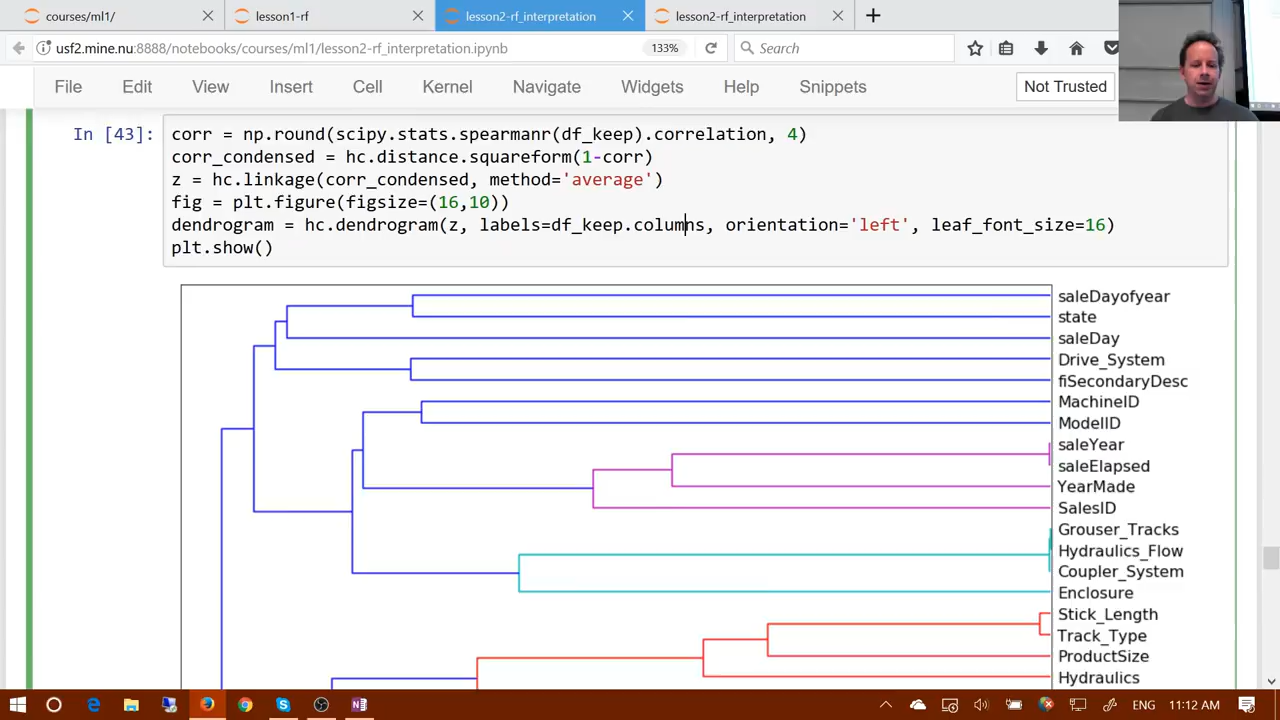 courses/ml1/
lesson1-rf
lesson2-rf_interpretation
lesson2-rf_interpretation
usf2.mine.nu:8888/notebooks/courses/ml1/lesson2-rf_interpretation.ipynb
133%
Search
File Edit View Insert Cell Kernel Navigate Widgets Help Snippets Not Trusted
In [43]: corr = np.round(scipy.stats.spearmanr(df_keep).correlation, 4)
corr_condensed = hc.distance.squareform(1-corr)
z = hc.linkage(corr_condensed, method='average')
fig = plt.figure(figsize=(16,10))
dendrogram = hc.dendrogram(z, labels=df_keep.columns, orientation='left', leaf_font_size=16)
plt.show()
saleDayofyear
state
saleDay
Drive_System
fiSecondaryDesc
MachineID
ModelID
saleYear
saleElapsed
YearMade
SalesID
Grouser_Tracks
Hydraulics_Flow
Coupler_System
Enclosure
Stick_Length
Track_Type
ProductSize
Hydraulics
ENG 11:12 AM